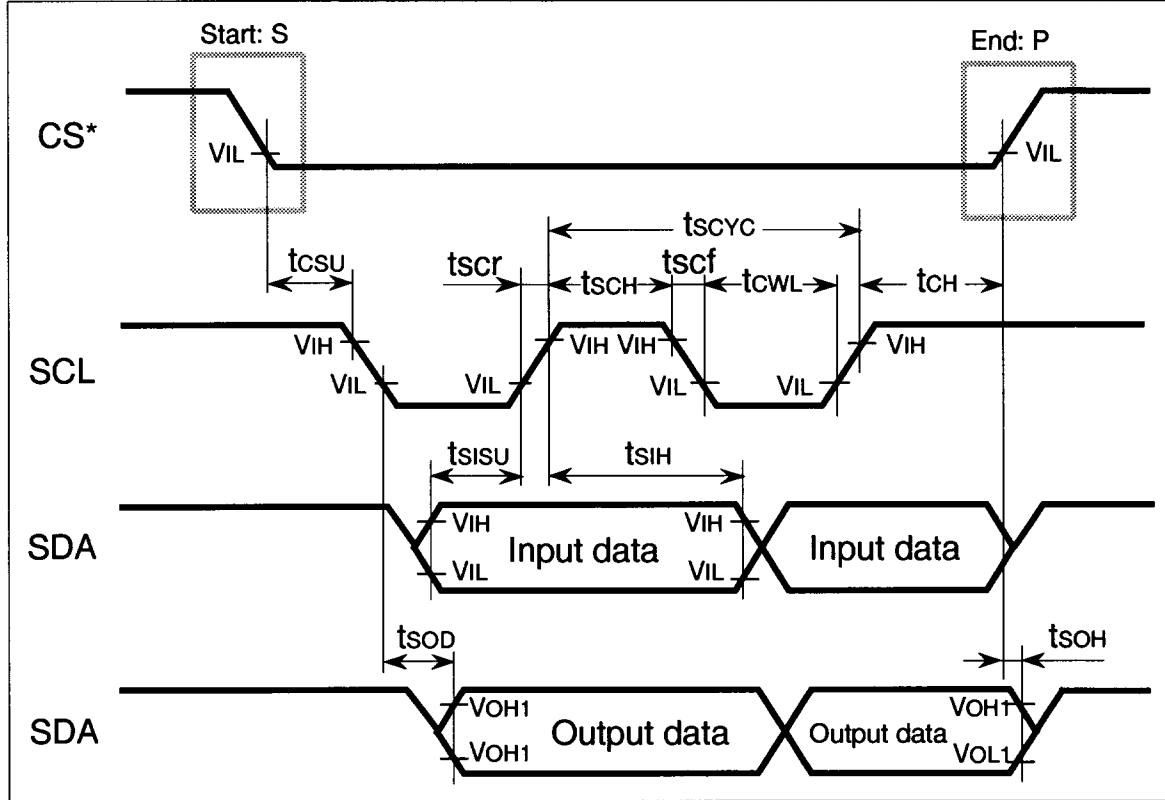 Start: S
End: P
CS*
VIL
VIL
tSCYC
tCSU
tSCr
tSCH
tSCf
tCWL
tCH
SCL
VIH
VIH
VIH
VIH
VIL
VIL
VIL
VIL
tSISU
tSIH
SDA
VIH
VIH
Input data
Input data
VIL
VIL
tSOD
tSOH
SDA
VOH1
VOH1
Output data
Output data
VOH1
VOL1